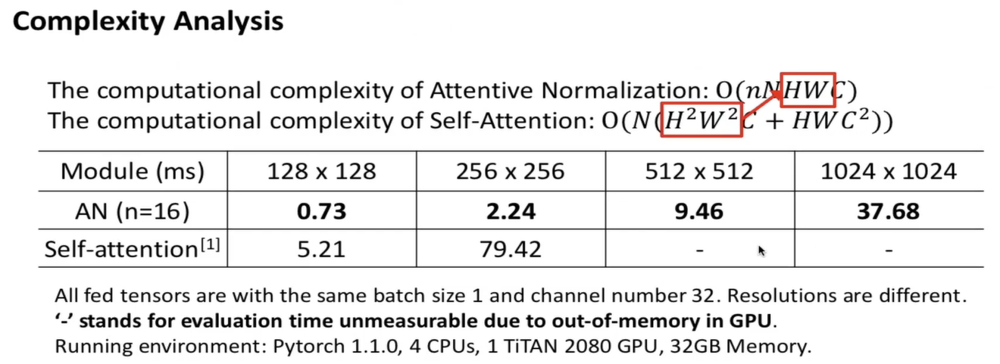 Complexity Analysis
The computational complexity of Attentive Normalization: O(nNHWC)
The computational complexity of Self-Attention: O(N(H²W²C + HWC²))
Module (ms) 128 x 128 256 x 256 512 x 512 1024 x 1024
AN (n=16) 0.73 2.24 9.46 37.68
Self-attention[1] 5.21 79.42 - -
All fed tensors are with the same batch size 1 and channel number 32. Resolutions are different.
‘-’ stands for evaluation time unmeasurable due to out-of-memory in GPU.
Running environment: Pytorch 1.1.0, 4 CPUs, 1 TiTAN 2080 GPU, 32GB Memory.